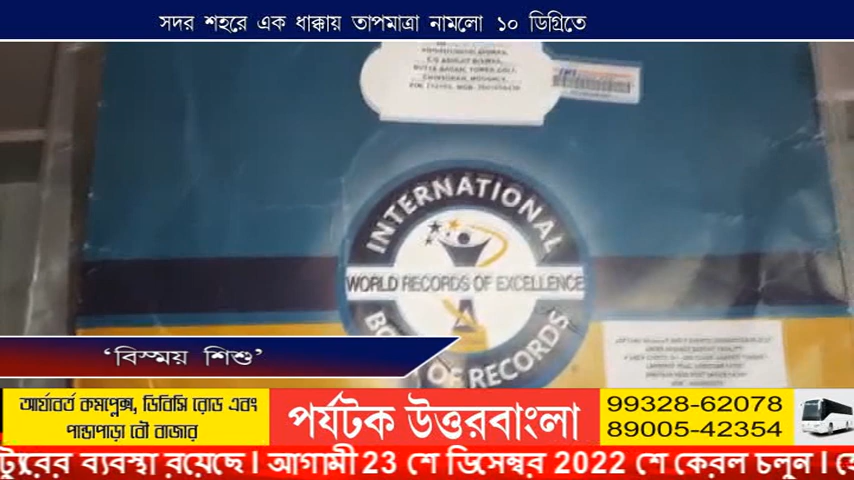 সদর শহরে এক ধাক্কায় তাপমাত্রা নামলো ১০ ডিগ্রিতে
INTERNATIONAL
WORLD RECORDS OF EXCELLENCE
BOOK OF RECORDS
‘বিস্ময় শিশু’
আর্যাবর্ত কমপ্লেক্স, ডিবিসি রোড এবং
পান্ডাপাড়া বৌ বাজার
পর্যটক উত্তরবাংলা
99328-62078
89005-42354
ট্যুরের ব্যবস্থা রয়েছে। আগামী 23 শে ডিসেম্বর 2022 শে কেরল চলুন।